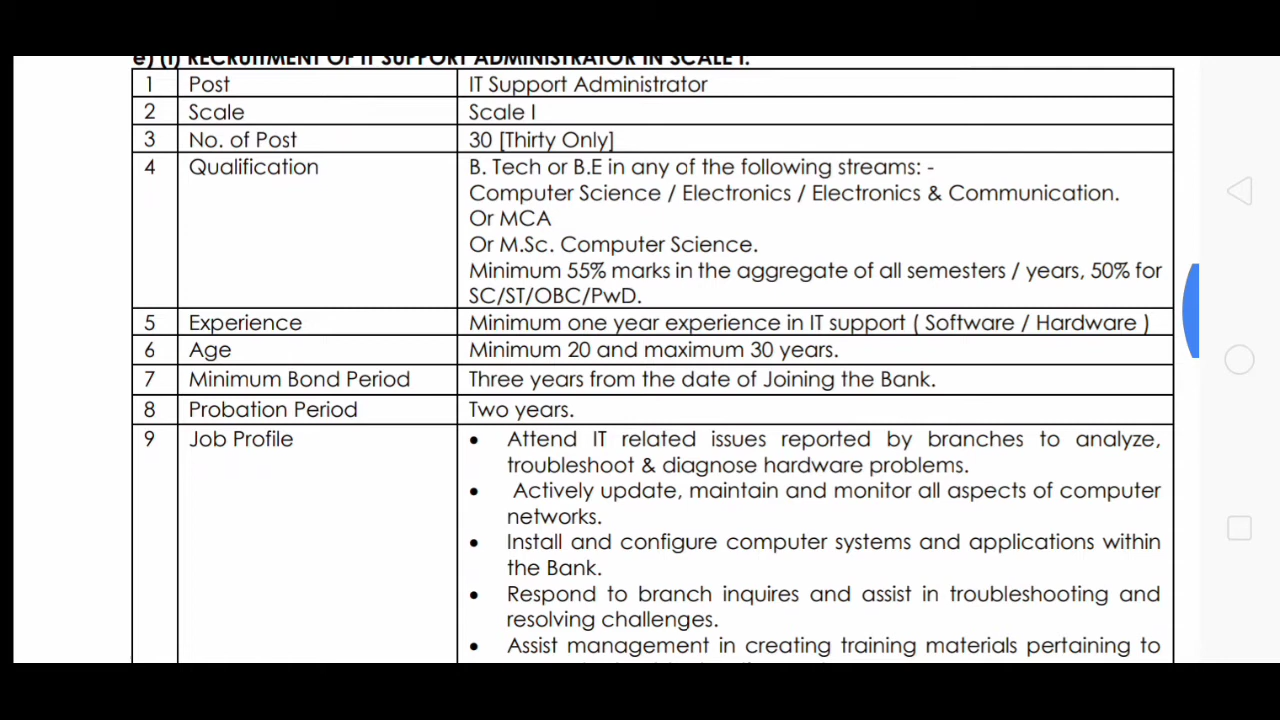 e) (i) RECRUITMENT OF IT SUPPORT ADMINISTRATOR IN SCALE I.
1 Post IT Support Administrator
2 Scale Scale I
3 No. of Post 30 [Thirty Only]
4 Qualification B. Tech or B.E in any of the following streams: -
Computer Science / Electronics / Electronics & Communication.
Or MCA
Or M.Sc. Computer Science.
Minimum 55% marks in the aggregate of all semesters / years, 50% for
SC/ST/OBC/PwD.
5 Experience Minimum one year experience in IT support ( Software / Hardware )
6 Age Minimum 20 and maximum 30 years.
7 Minimum Bond Period Three years from the date of Joining the Bank.
8 Probation Period Two years.
9 Job Profile • Attend IT related issues reported by branches to analyze,
troubleshoot & diagnose hardware problems.
• Actively update, maintain and monitor all aspects of computer
networks.
• Install and configure computer systems and applications within
the Bank.
• Respond to branch inquires and assist in troubleshooting and
resolving challenges.
• Assist management in creating training materials pertaining to